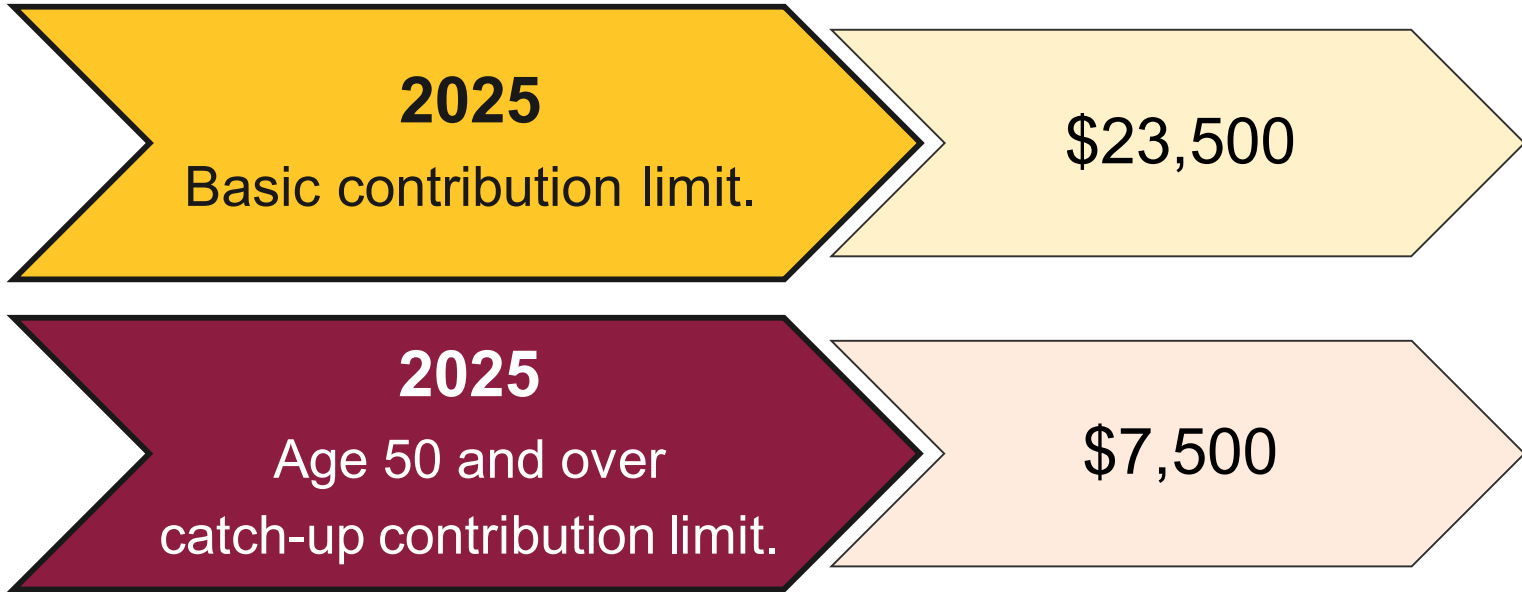 2025
Basic contribution limit.
$23,500
2025
Age 50 and over
catch-up contribution limit.
$7,500